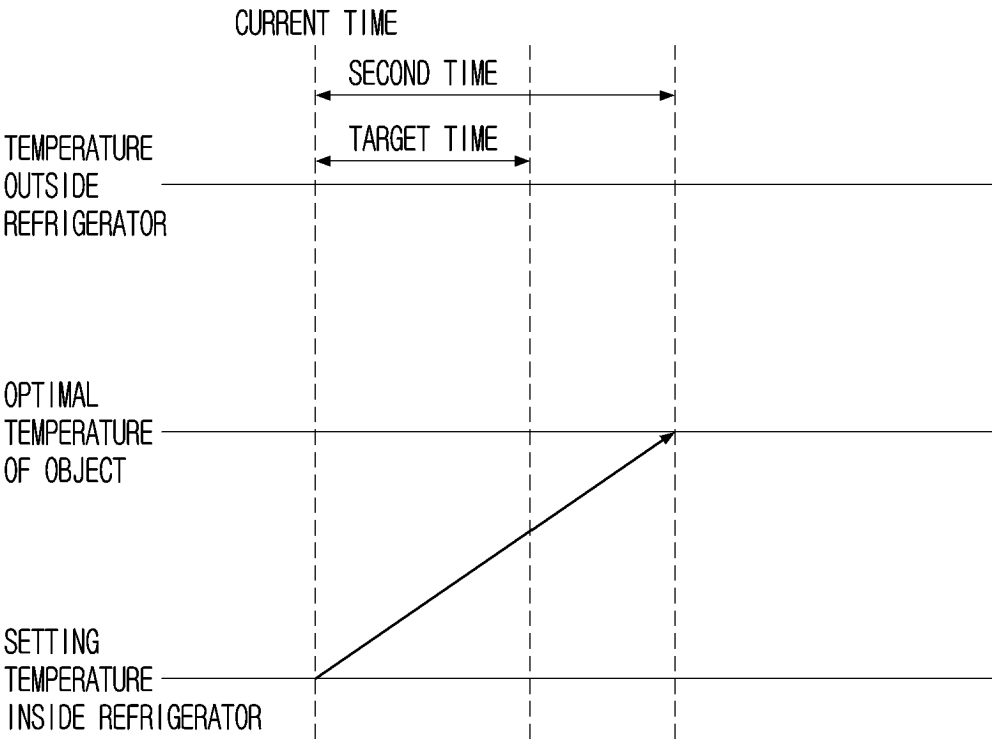 CURRENT TIME
SECOND TIME
TARGET TIME
TEMPERATURE
OUTSIDE
REFRIGERATOR
OPTIMAL
TEMPERATURE
OF OBJECT
SETTING
TEMPERATURE
INSIDE REFRIGERATOR